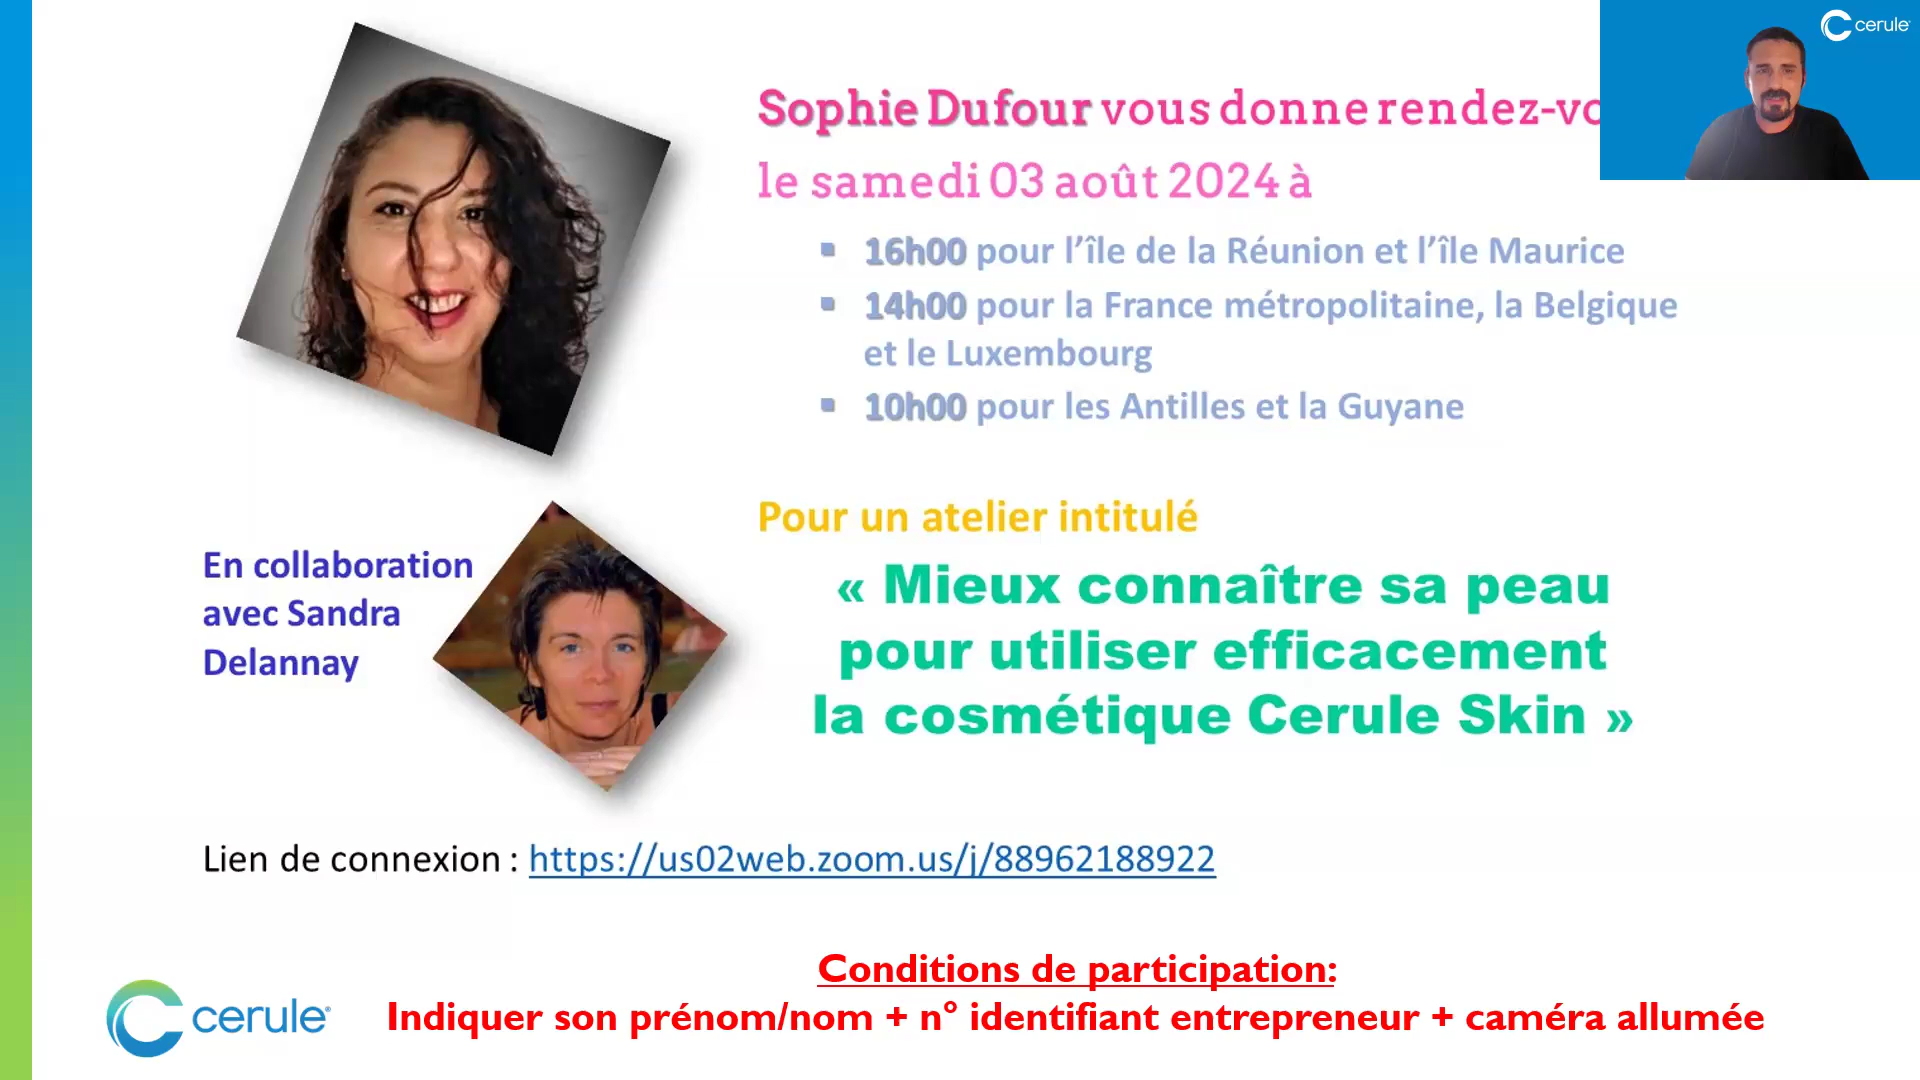 cerule
Sophie Dufour vous donne rendez-vo
le samedi 03 août 2024 à
▪ 16h00 pour l’île de la Réunion et l’île Maurice
▪ 14h00 pour la France métropolitaine, la Belgique
et le Luxembourg
▪ 10h00 pour les Antilles et la Guyane
Pour un atelier intitulé
« Mieux connaître sa peau
pour utiliser efficacement
la cosmétique Cerule Skin »
En collaboration
avec Sandra
Delannay
Lien de connexion : https://us02web.zoom.us/j/88962188922
Conditions de participation:
Indiquer son prénom/nom + n° identifiant entrepreneur + caméra allumée
cerule®